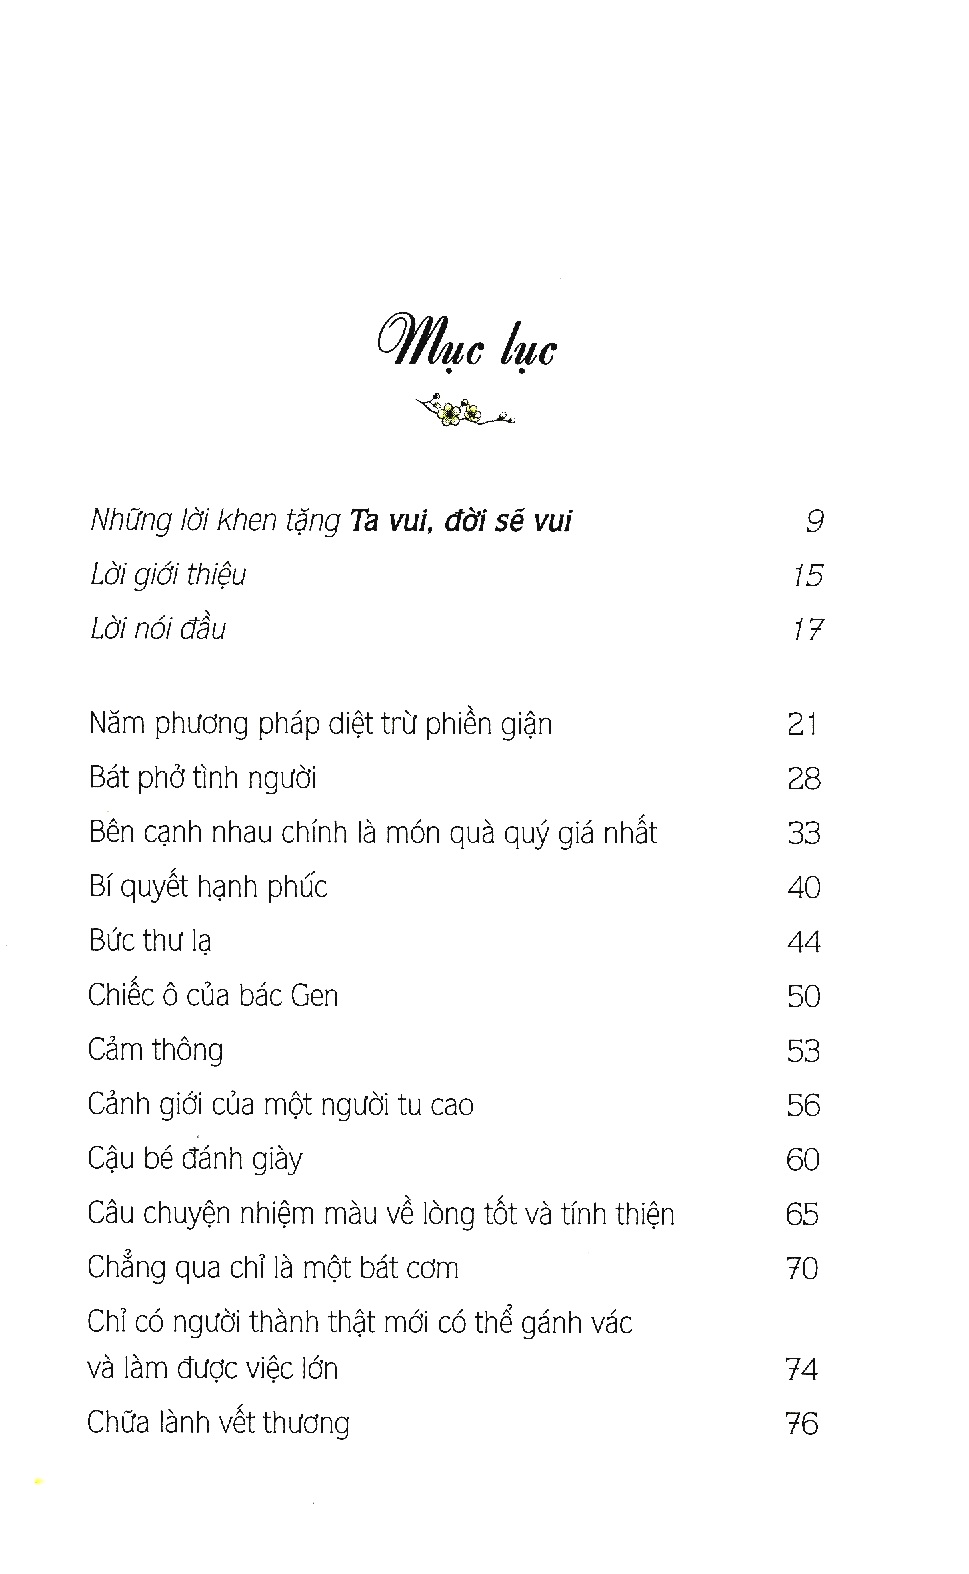 Mục lục
Những lời khen tặng Ta vui, đời sẽ vui 9
Lời giới thiệu 15
Lời nói đầu 17
Năm phương pháp diệt trừ phiền giận 21
Bát phở tình người 28
Bên cạnh nhau chính là món quà quý giá nhất 33
Bí quyết hạnh phúc 40
Bức thư lạ 44
Chiếc ô của bác Gen 50
Cảm thông 53
Cảnh giới của một người tu cao 56
Cậu bé đánh giày 60
Câu chuyện nhiệm màu về lòng tốt và tính thiện 65
Chẳng qua chỉ là một bát cơm 70
Chỉ có người thành thật mới có thể gánh vác
và làm được việc lớn 74
Chữa lành vết thương 76